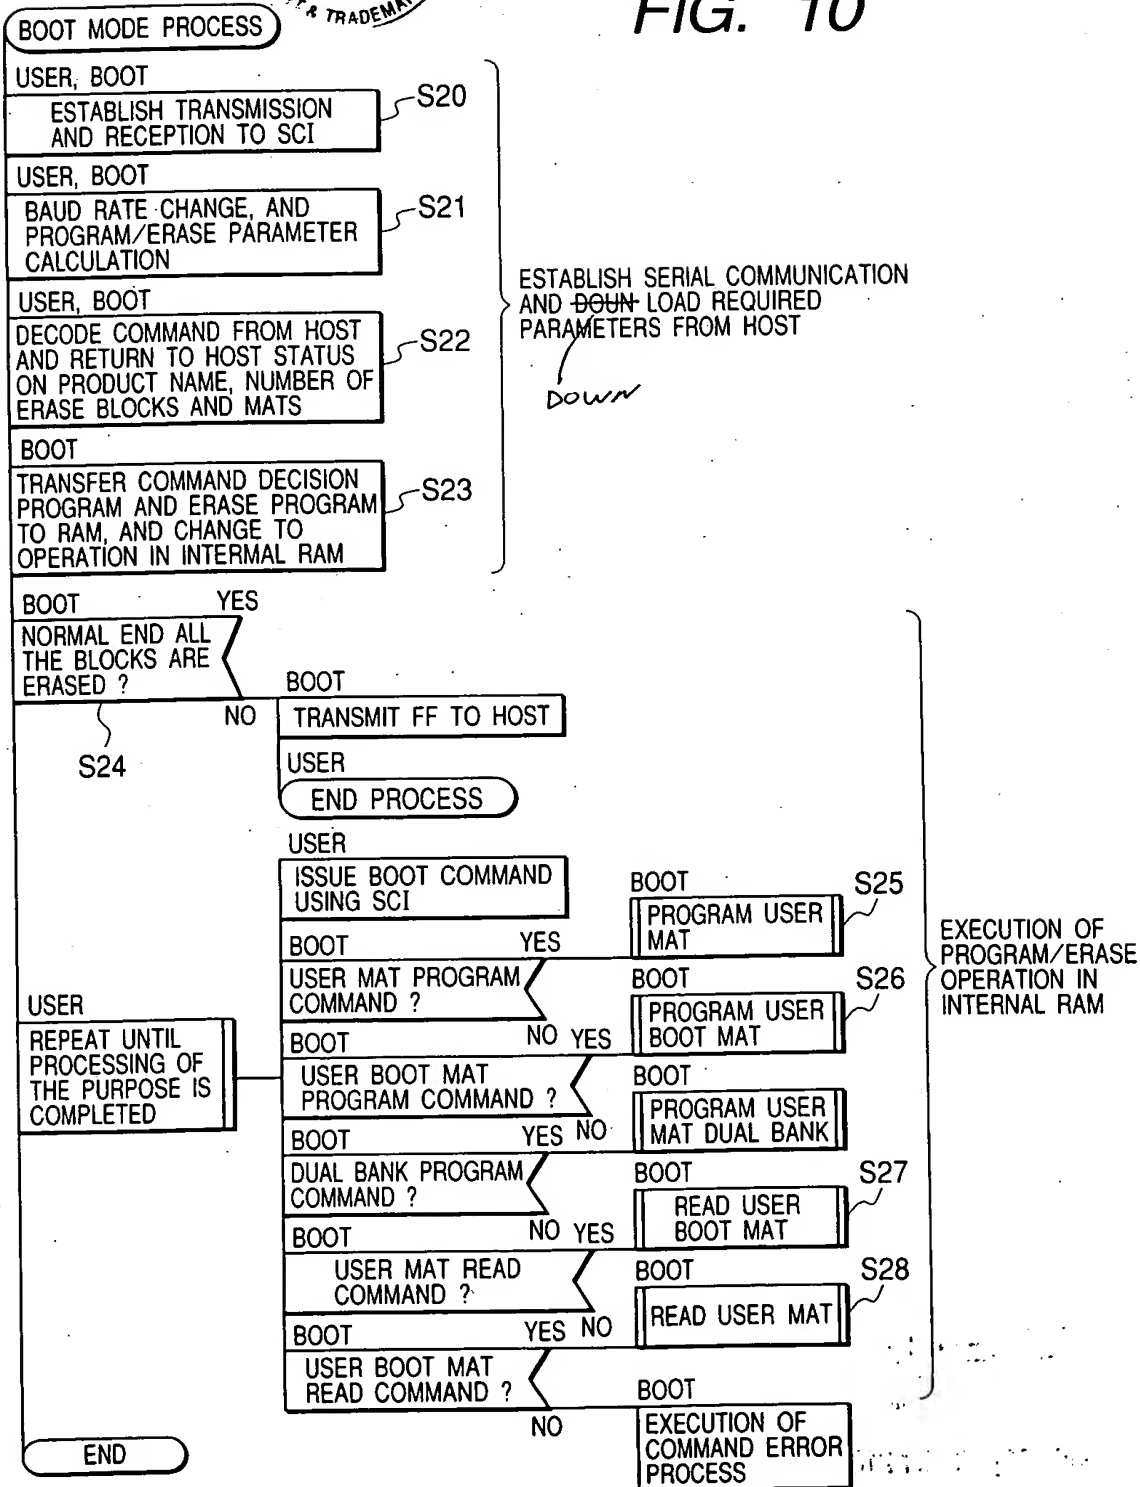 & TRADEMA
FIG. 10
BOOT MODE PROCESS
USER, BOOT
ESTABLISH TRANSMISSION
AND RECEPTION TO SCI
S20
USER, BOOT
BAUD RATE CHANGE, AND
PROGRAM/ERASE PARAMETER
CALCULATION
S21
USER, BOOT
DECODE COMMAND FROM HOST
AND RETURN TO HOST STATUS
ON PRODUCT NAME, NUMBER OF
ERASE BLOCKS AND MATS
S22
BOOT
TRANSFER COMMAND DECISION
PROGRAM AND ERASE PROGRAM
TO RAM, AND CHANGE TO
OPERATION IN INTERMAL RAM
S23
ESTABLISH SERIAL COMMUNICATION
AND DOUN LOAD REQUIRED
PARAMETERS FROM HOST
DOWN
BOOT YES
NORMAL END ALL
THE BLOCKS ARE
ERASED ?
NO
S24
BOOT
TRANSMIT FF TO HOST
USER
END PROCESS
USER
REPEAT UNTIL
PROCESSING OF
THE PURPOSE IS
COMPLETED
USER
ISSUE BOOT COMMAND
USING SCI
BOOT YES
USER MAT PROGRAM
COMMAND ?
NO
BOOT
PROGRAM USER
MAT
S25
BOOT YES
USER BOOT MAT
PROGRAM COMMAND ?
NO
BOOT
PROGRAM USER
BOOT MAT
S26
BOOT YES
DUAL BANK PROGRAM
COMMAND ?
NO
BOOT
PROGRAM USER
MAT DUAL BANK
BOOT YES
USER MAT READ
COMMAND ?
NO
BOOT
READ USER
BOOT MAT
S27
BOOT YES
USER BOOT MAT
READ COMMAND ?
NO
BOOT
READ USER MAT
S28
BOOT
EXECUTION OF
COMMAND ERROR
PROCESS
EXECUTION OF
PROGRAM/ERASE
OPERATION IN
INTERNAL RAM
END